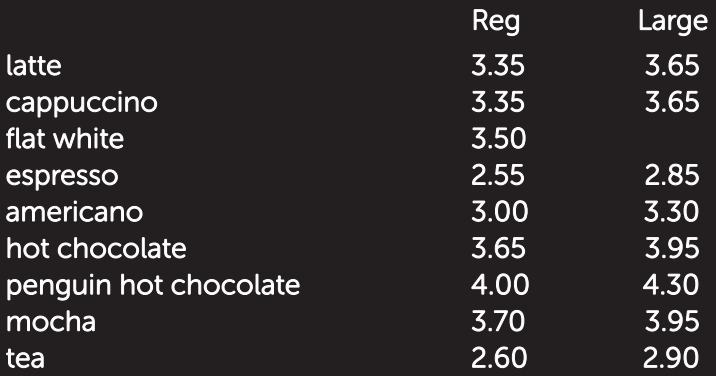 Reg Large
latte 3.35 3.65
cappuccino 3.35 3.65
flat white 3.50
espresso 2.55 2.85
americano 3.00 3.30
hot chocolate 3.65 3.95
penguin hot chocolate 4.00 4.30
mocha 3.70 3.95
tea 2.60 2.90